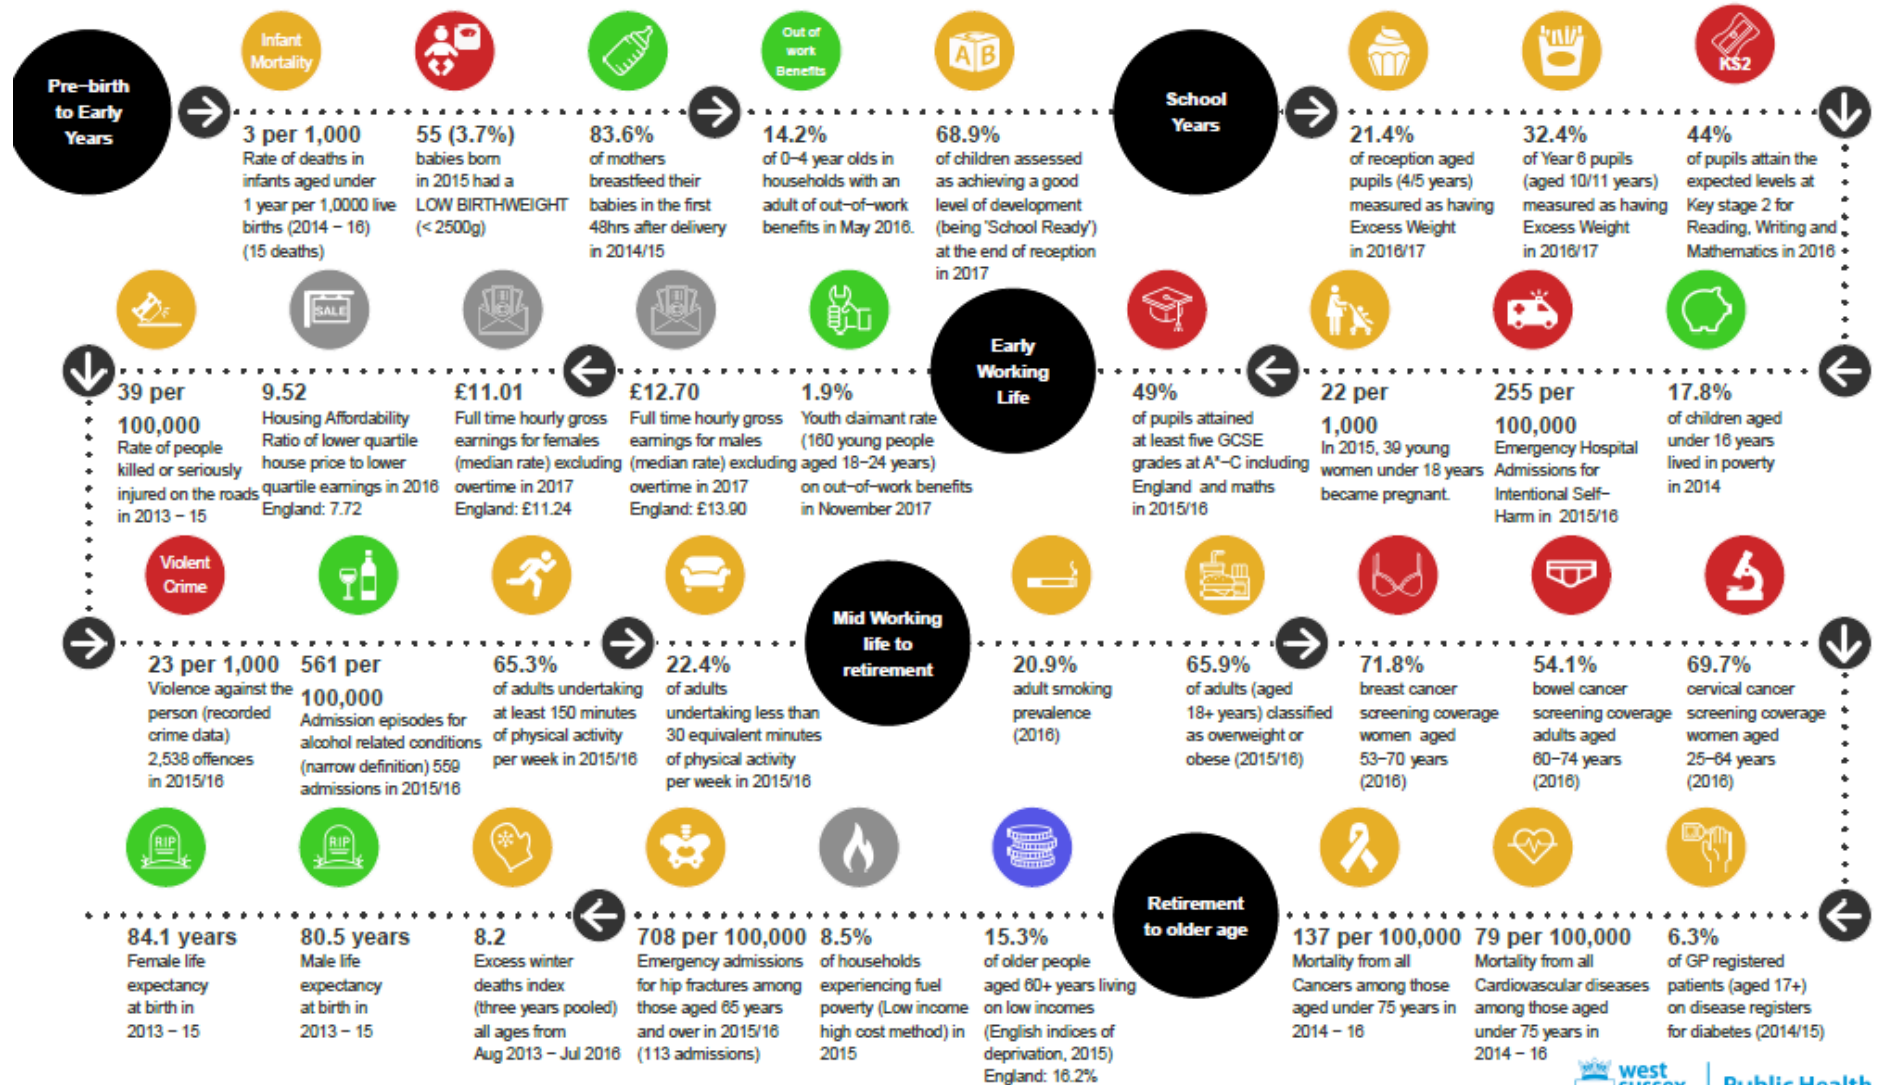 Pre-birth
to Early
Years
Infant
Mortality
3 per 1,000
Rate of deaths in
infants aged under
1 year per 1,0000 live
births (2014 - 16)
(15 deaths)
55 (3.7%)
babies born
in 2015 had a
LOW BIRTHWEIGHT
(< 2500g)
83.6%
of mothers
breastfeed their
babies in the first
48hrs after delivery
in 2014/15
Out of
work
Benefits
14.2%
of 0-4 year olds in
households with an
adult of out-of-work
benefits in May 2016.
A B
68.9%
of children assessed
as achieving a good
level of development
(being 'School Ready')
at the end of reception
in 2017
School
Years
21.4%
of reception aged
pupils (4/5 years)
measured as having
Excess Weight
in 2016/17
32.4%
of Year 6 pupils
(aged 10/11 years)
measured as having
Excess Weight
in 2016/17
KS2
44%
of pupils attain the
expected levels at
Key stage 2 for
Reading, Writing and
Mathematics in 2016
17.8%
of children aged
under 16 years
lived in poverty
in 2014
255 per
100,000
Emergency Hospital
Admissions for
Intentional Self-
Harm in 2015/16
22 per
1,000
In 2015, 39 young
women under 18 years
became pregnant.
49%
of pupils attained
at least five GCSE
grades at A*-C including
England and maths
in 2015/16
Early
Working
Life
1.9%
Youth claimant rate
(160 young people
aged 18-24 years)
on out-of-work benefits
in November 2017
£12.70
Full time hourly gross
earnings for males
(median rate) excluding
overtime in 2017
England: £13.90
£11.01
Full time hourly gross
earnings for females
(median rate) excluding
overtime in 2017
England: £11.24
SALE
9.52
Housing Affordability
Ratio of lower quartile
house price to lower
quartile earnings in 2016
England: 7.72
39 per
100,000
Rate of people
killed or seriously
injured on the roads
in 2013 - 15
Violent
Crime
23 per 1,000
Violence against the
person (recorded
crime data)
2,538 offences
in 2015/16
561 per
100,000
Admission episodes for
alcohol related conditions
(narrow definition) 559
admissions in 2015/16
65.3%
of adults undertaking
at least 150 minutes
of physical activity
per week in 2015/16
22.4%
of adults
undertaking less than
30 equivalent minutes
of physical activity
per week in 2015/16
Mid Working
life to
retirement
20.9%
adult smoking
prevalence
(2016)
65.9%
of adults (aged
18+ years) classified
as overweight or
obese (2015/16)
71.8%
breast cancer
screening coverage
women aged
53-70 years
(2016)
54.1%
bowel cancer
screening coverage
adults aged
60-74 years
(2016)
69.7%
cervical cancer
screening coverage
women aged
25-64 years
(2016)
6.3%
of GP registered
patients (aged 17+)
on disease registers
for diabetes (2014/15)
79 per 100,000
Mortality from all
Cardiovascular diseases
among those aged
under 75 years in
2014 - 16
137 per 100,000
Mortality from all
Cancers among those
aged under 75 years in
2014 - 16
Retirement
to older age
15.3%
of older people
aged 60+ years living
on low incomes
(English indices of
deprivation, 2015)
England: 16.2%
8.5%
of households
experiencing fuel
poverty (Low income
high cost method) in
2015
708 per 100,000
Emergency admissions
for hip fractures among
those aged 65 years
and over in 2015/16
(113 admissions)
8.2
Excess winter
deaths index
(three years pooled)
all ages from
Aug 2013 - Jul 2016
RIP
80.5 years
Male life
expectancy
at birth in
2013 - 15
RIP
84.1 years
Female life
expectancy
at birth in
2013 - 15
west
sussex
Public Health